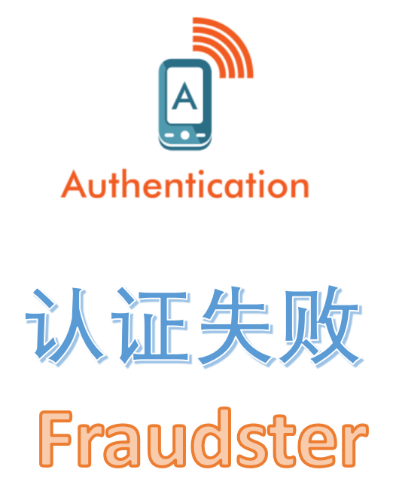 A
Authentication
认证失败
Fraudster